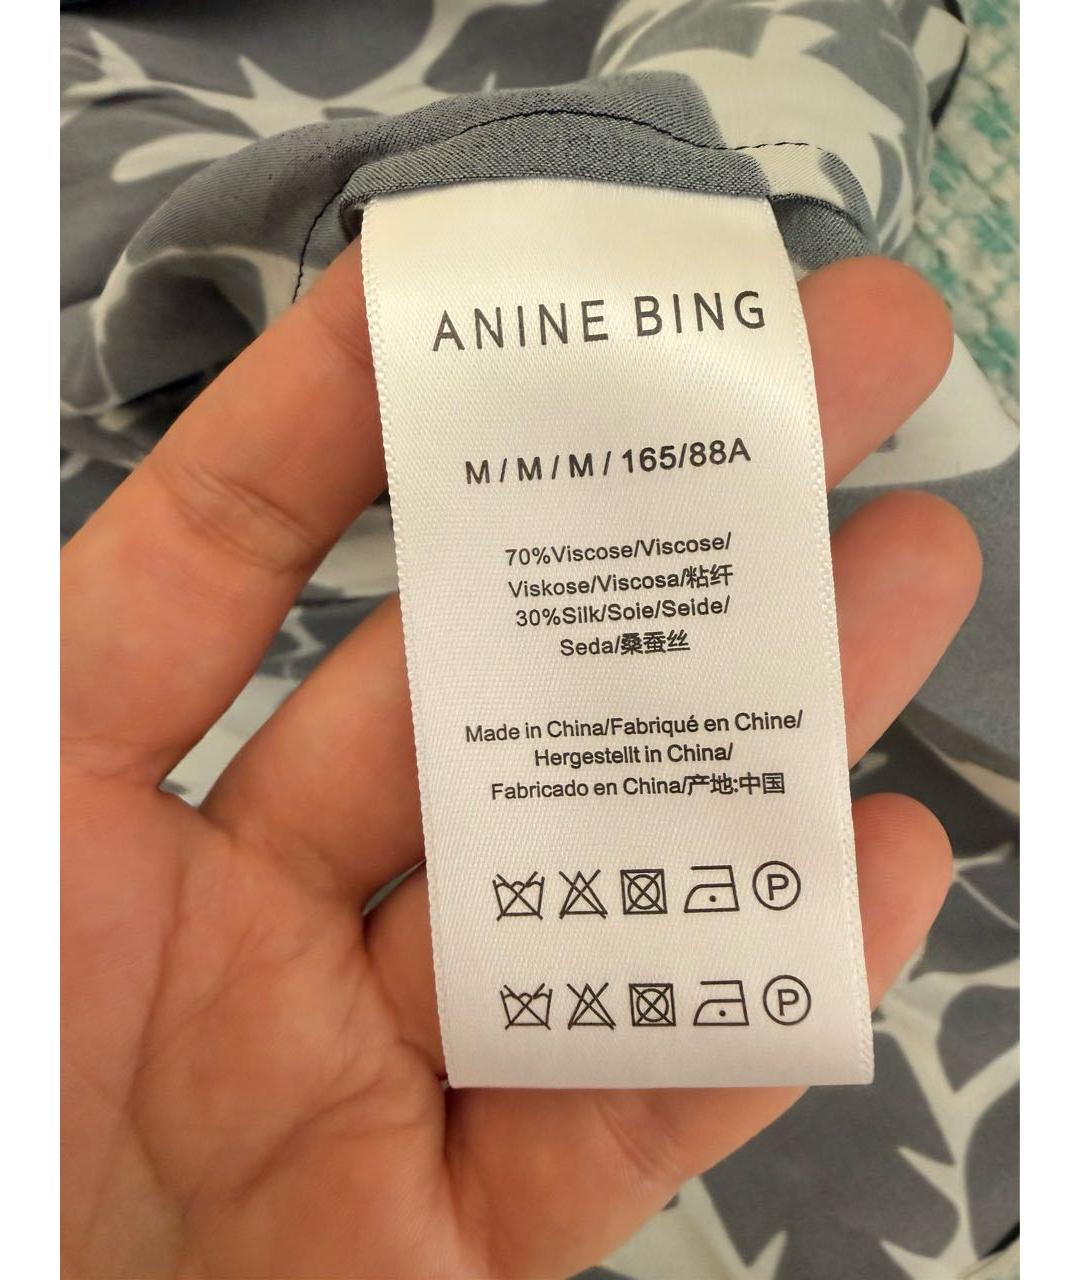 ANINE BING
M / M / M / 165/88A
70%Viscose/Viscose/
Viskose/Viscosa/粘纤
30%Silk/Soie/Seide/
Seda/桑蚕丝
Made in China/Fabriqué en Chine/
Hergestellt in China/
Fabricado en China/产地:中国
P
P